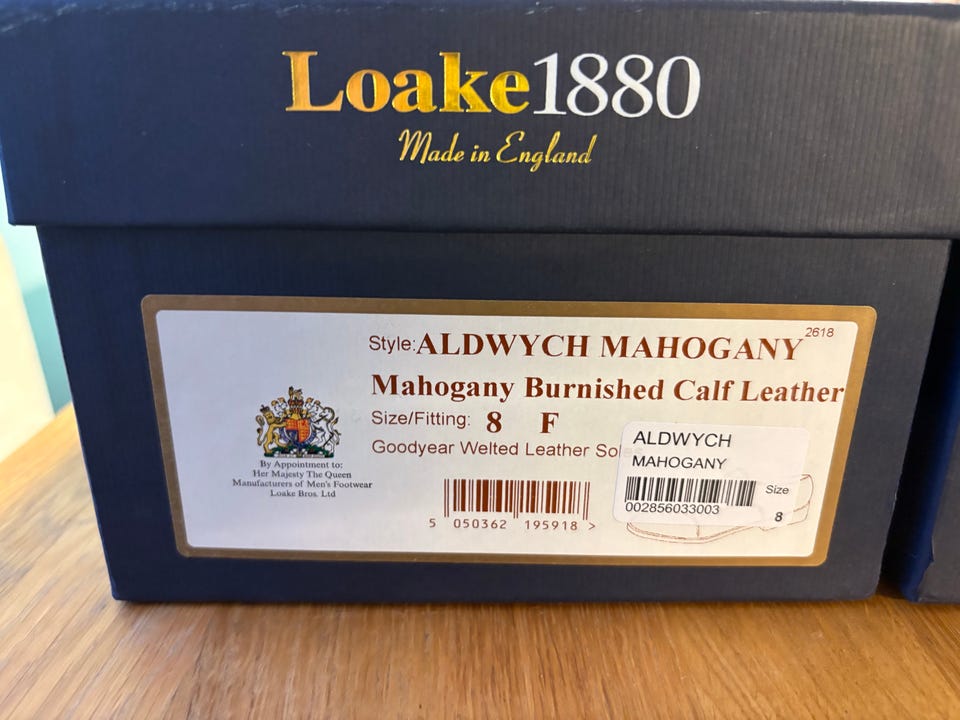 Loake1880
Made in England
2618
Style:ALDWYCH MAHOGANY
Mahogany Burnished Calf Leather
Size/Fitting: 8 F
Goodyear Welted Leather
By Appointment to:
Her Majesty The Queen
Manufacturers of Men's Footwear
Loake Bros. Ltd
5 050362 195918 >
ALDWYCH
MAHOGANY
002856033003
Size
8